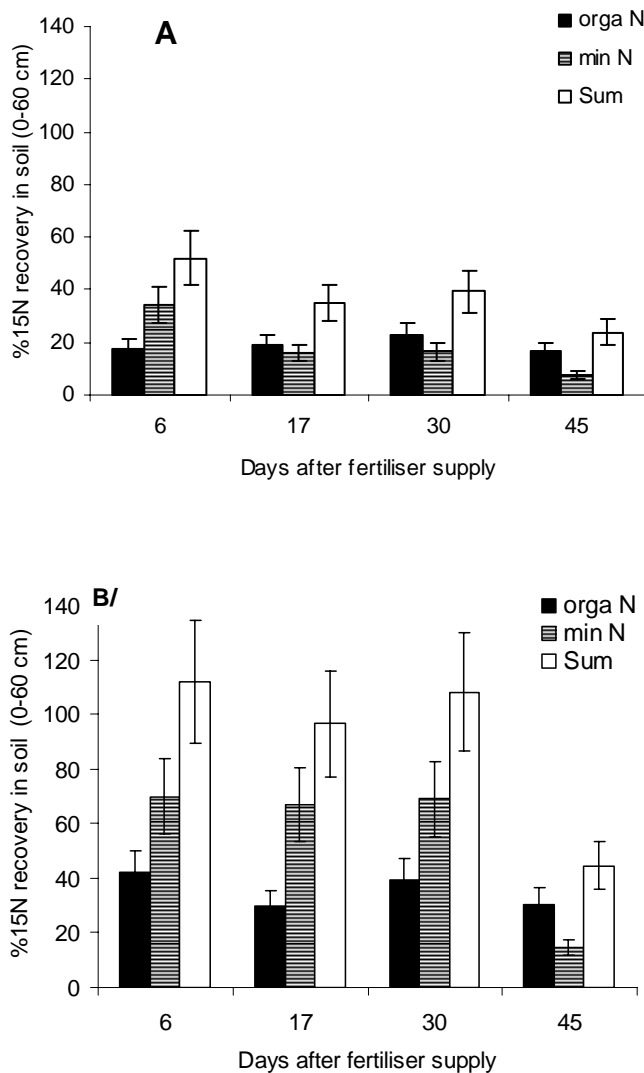 A
orga N
min N
Sum
%15N recovery in soil (0-60 cm)
140
120
100
80
60
40
20
0
6 17 30 45
Days after fertiliser supply
B/
orga N
min N
Sum
%15N recovery in soil (0-60 cm)
140
120
100
80
60
40
20
0
6 17 30 45
Days after fertiliser supply